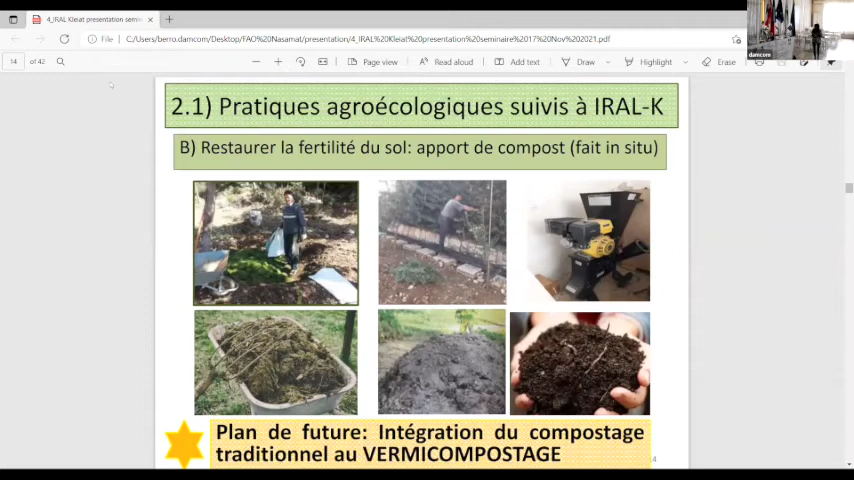 4_IRAL Kleiat presentation semin
File
C:/Users/berro.damcom/Desktop/FAO%20Nasamat/presentation/4_IRAL%20Kleiat%20presentation%20seminaire%2017%20Nov%202021.pdf
14 of 42
Page view
Read aloud
Add text
Draw
Highlight
Erase
damcom
2.1) Pratiques agroécologiques suivis à IRAL-K
B) Restaurer la fertilité du sol: apport de compost (fait in situ)
Plan de future: Intégration du compostage
traditionnel au VERMICOMPOSTAGE